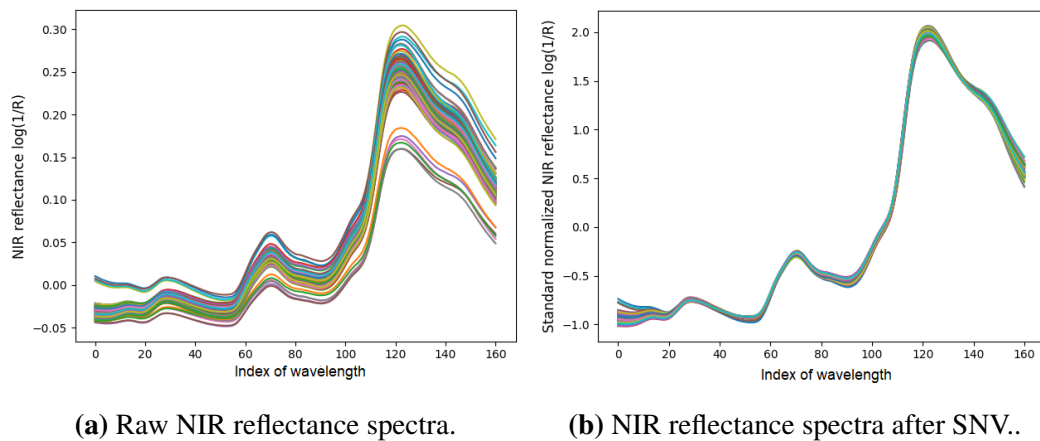 NIR reflectance log(1/R)
0.30
0.25
0.20
0.15
0.10
0.05
0.00
−0.05
0 20 40 60 80 100 120 140 160
Index of wavelength
(a) Raw NIR reflectance spectra.
Standard normalized NIR reflectance log(1/R)
2.0
1.5
1.0
0.5
0.0
−0.5
−1.0
0 20 40 60 80 100 120 140 160
Index of wavelength
(b) NIR reflectance spectra after SNV..